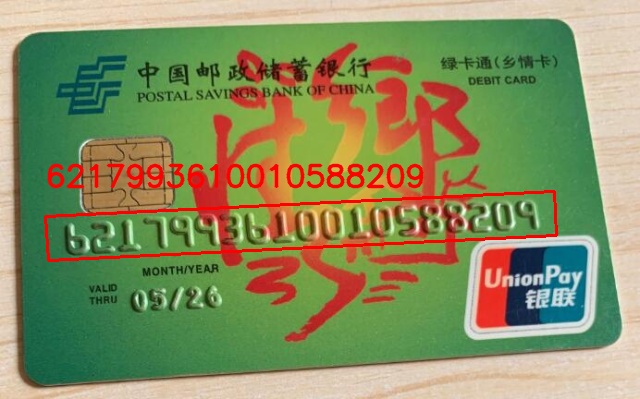 中国邮政储蓄银行
POSTAL SAVINGS BANK OF CHINA
绿卡通(乡情卡)
DEBIT CARD
6217993610010588209
6217993610010588209
MONTH/YEAR
VALID
THRU
05/26
UnionPay
银联